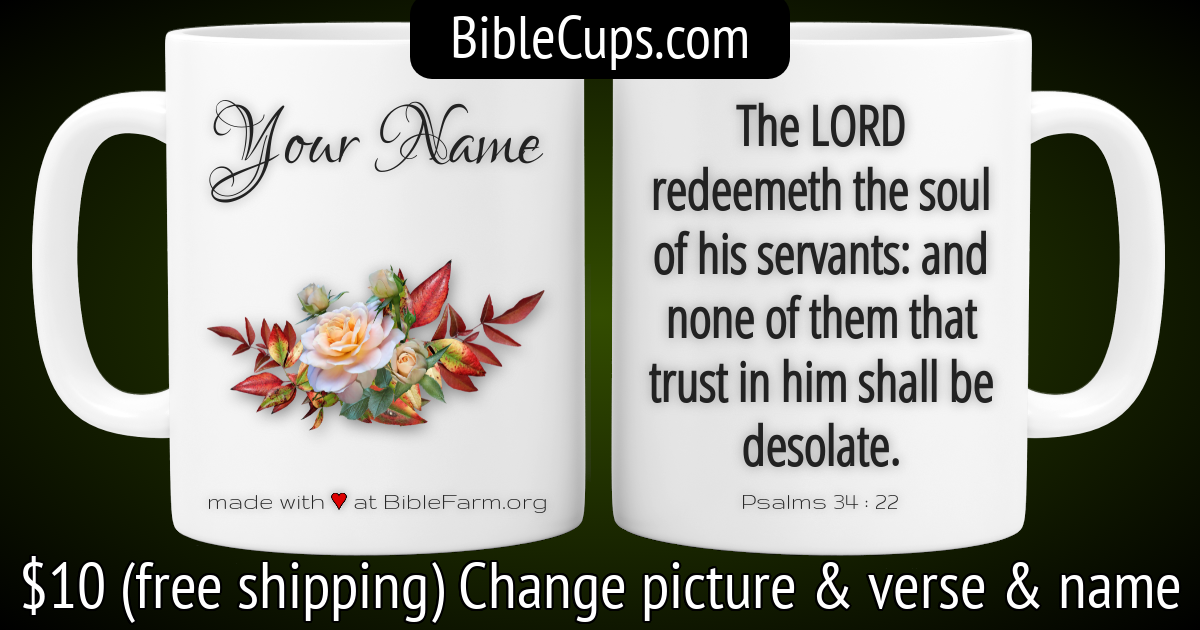 BibleCups.com
Your Name
made with ♥ at BibleFarm.org
The LORD
redeemeth the soul
of his servants: and
none of them that
trust in him shall be
desolate.
Psalms 34 : 22
$10 (free shipping) Change picture & verse & name